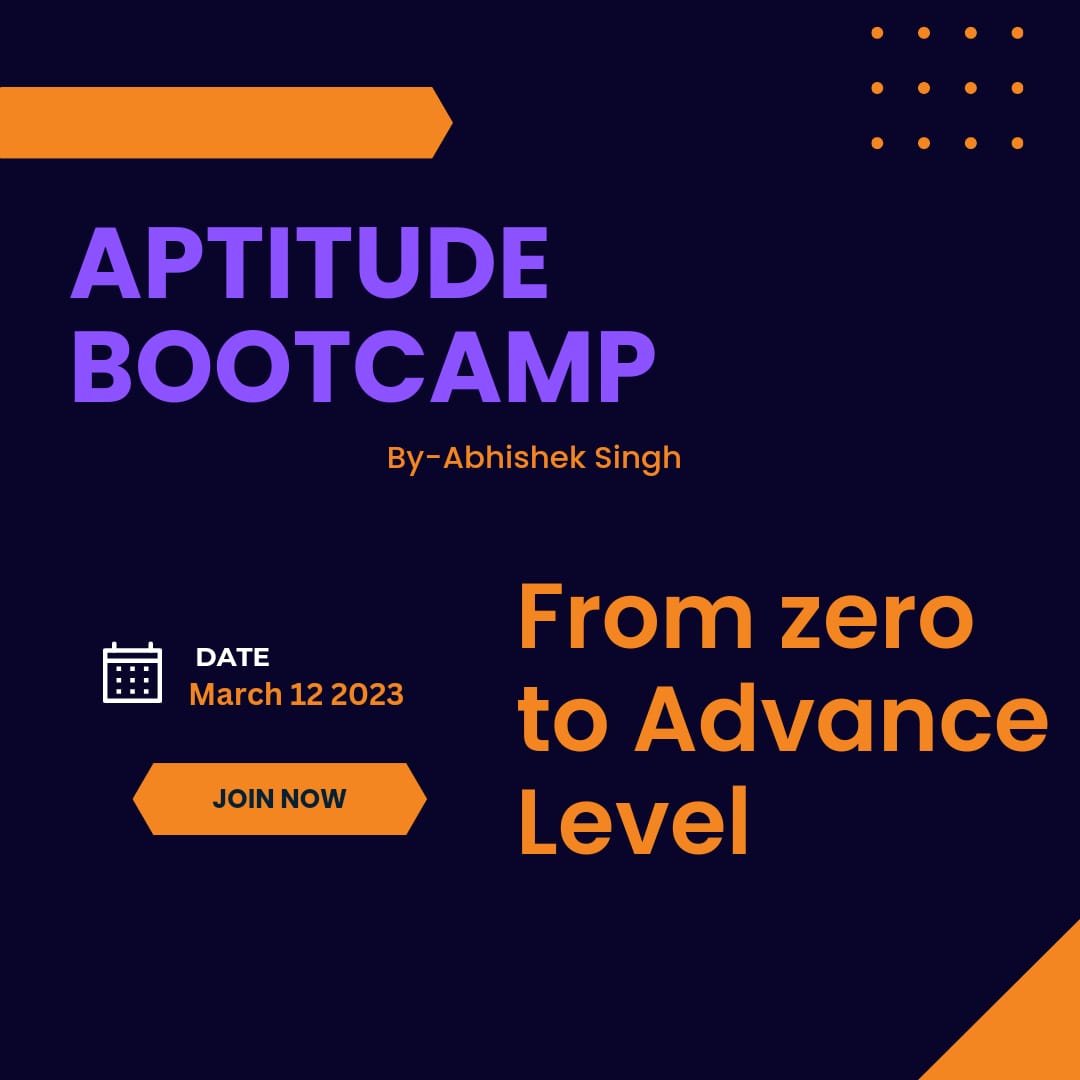 APTITUDE
BOOTCAMP
By-Abhishek Singh
From zero
to Advance
Level
DATE
March 12 2023
JOIN NOW